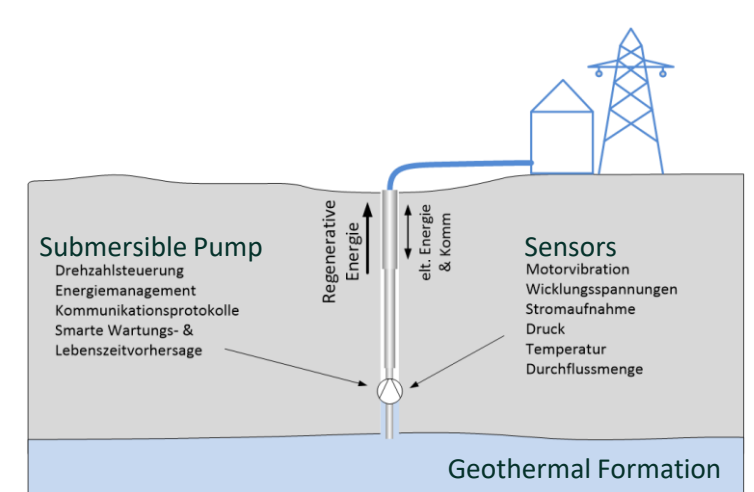 Submersible Pump
Drehzahlsteuerung
Energiemanagement
Kommunikationsprotokolle
Smarte Wartungs- &
Lebenszeitvorhersage
Regenerative
Energie
elt. Energie
& Komm
Sensors
Motorvibration
Wicklungsspannungen
Stromaufnahme
Druck
Temperatur
Durchflussmenge
Geothermal Formation